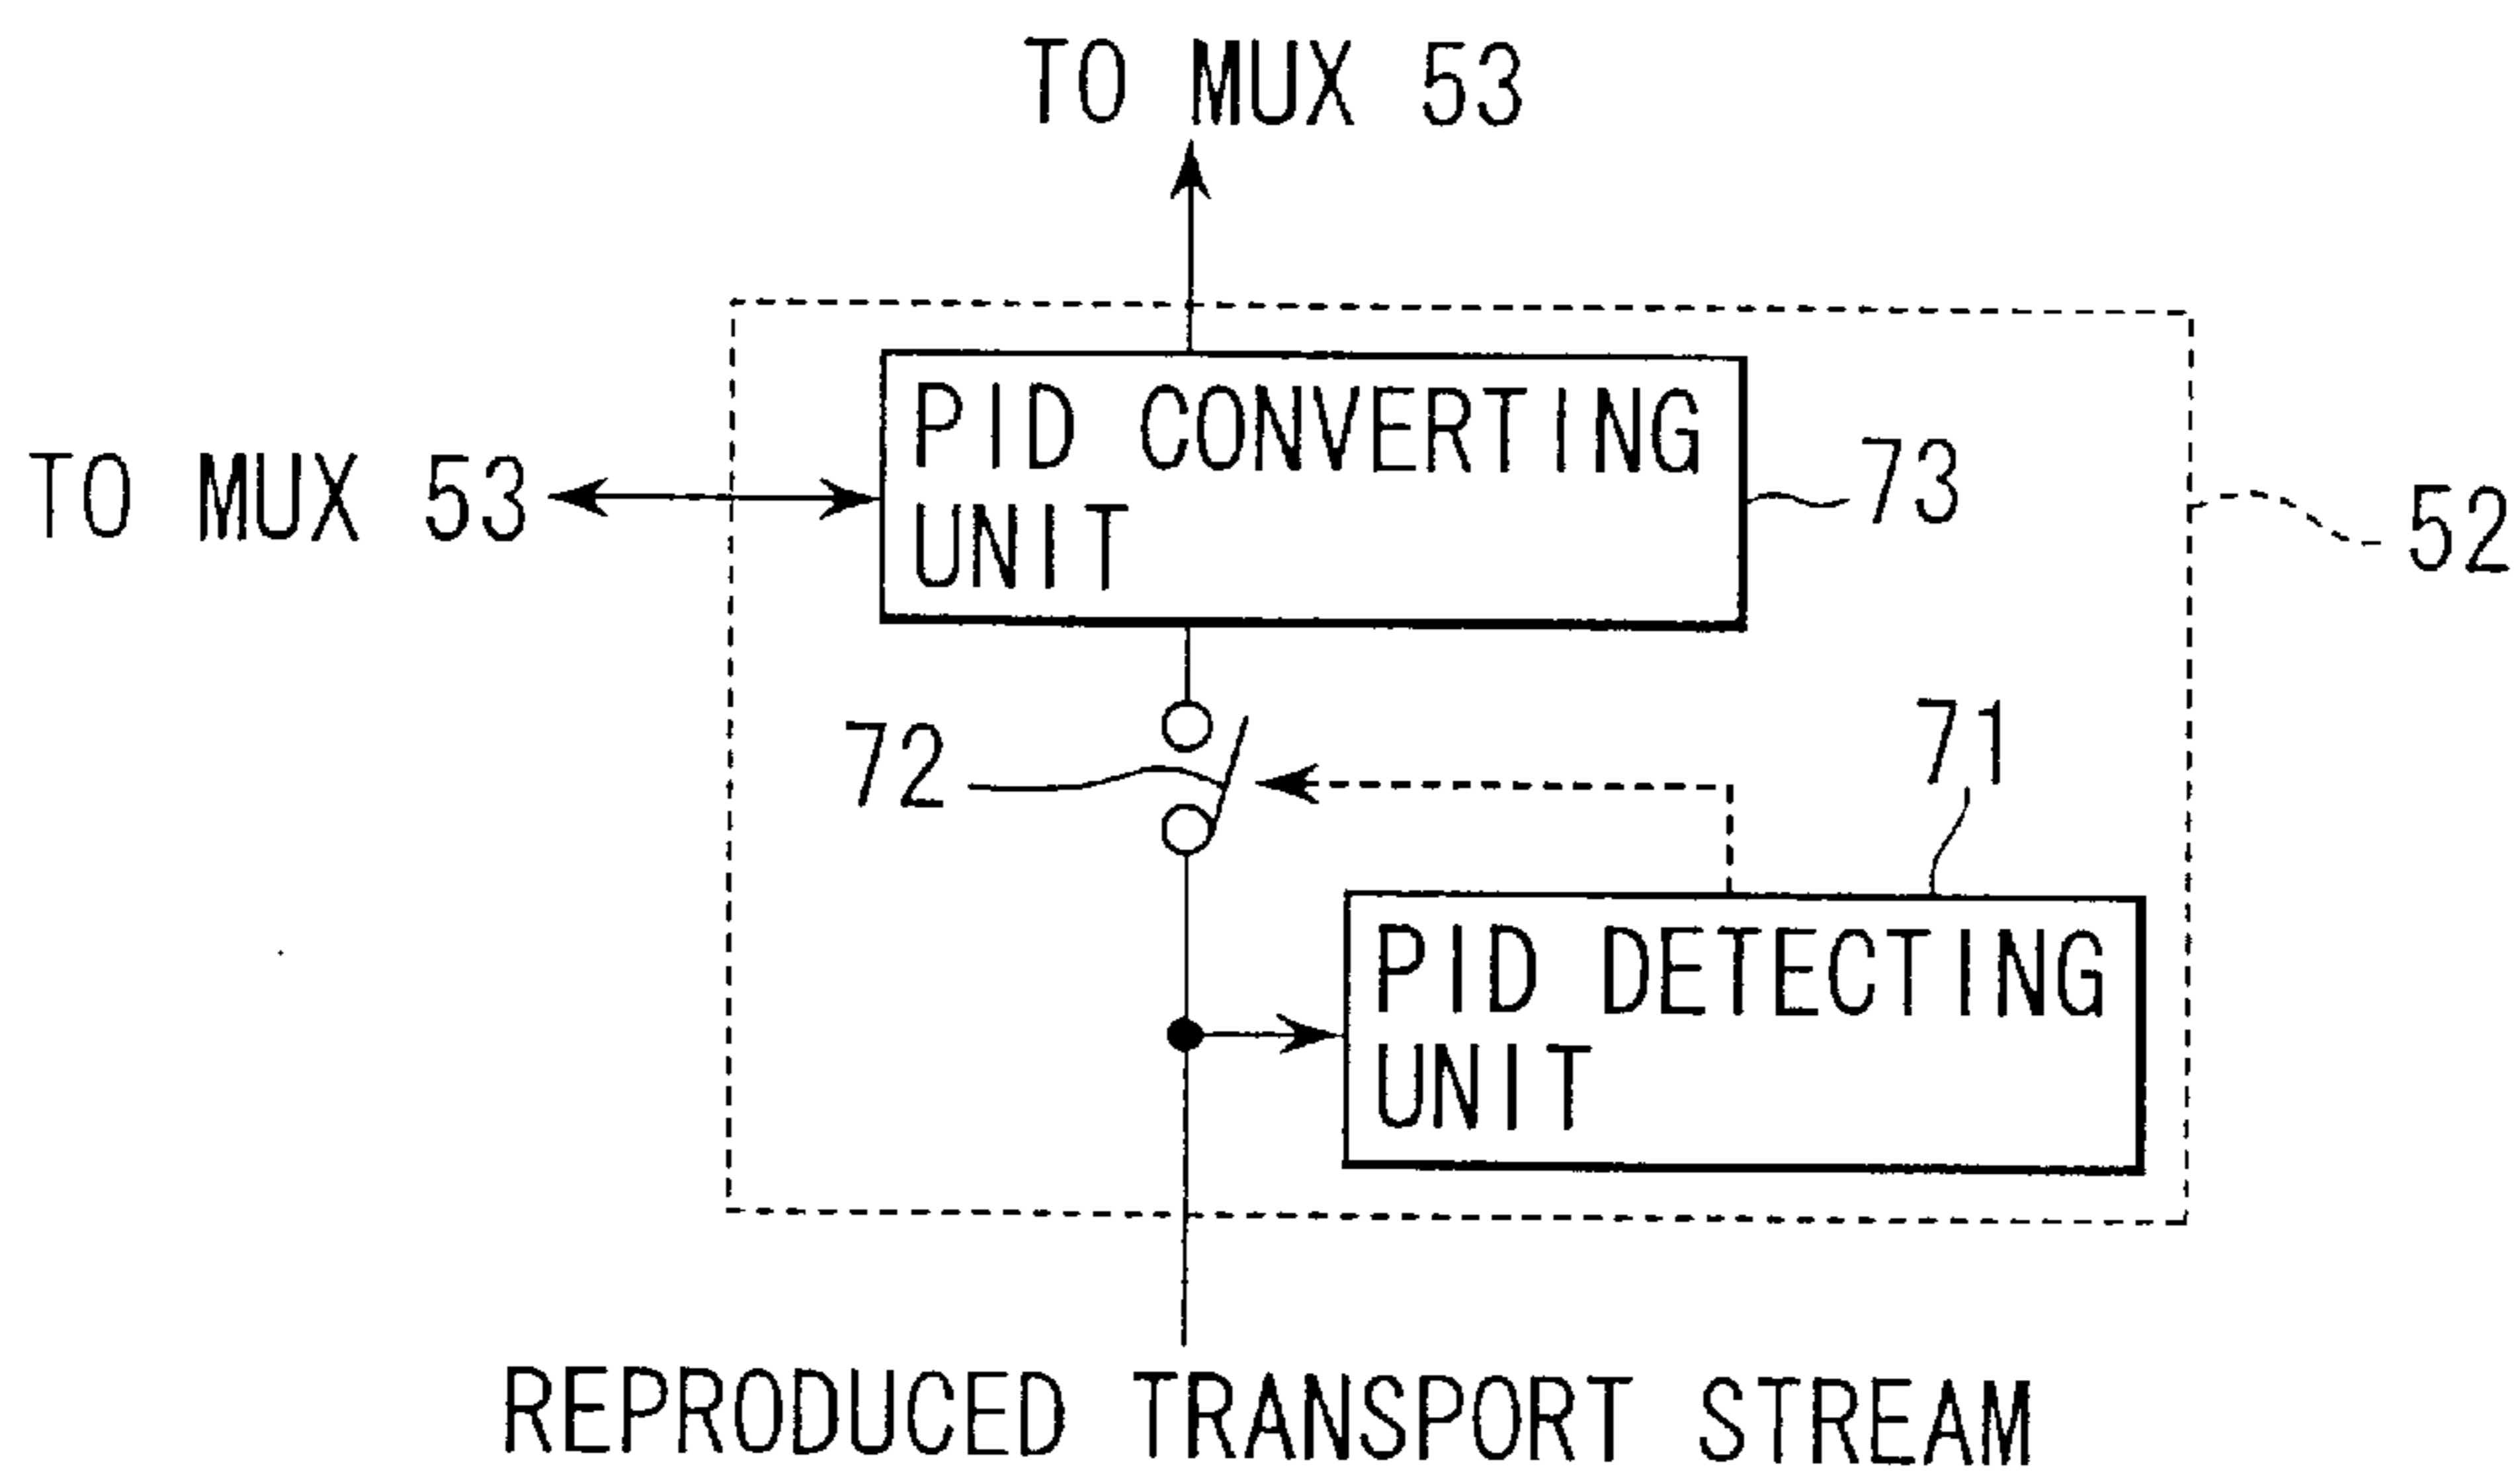 TO MUX 53
PID CONVERTING
UNIT
TO MUX 53
73
52
72
71
PID DETECTING
UNIT
REPRODUCED TRANSPORT STREAM